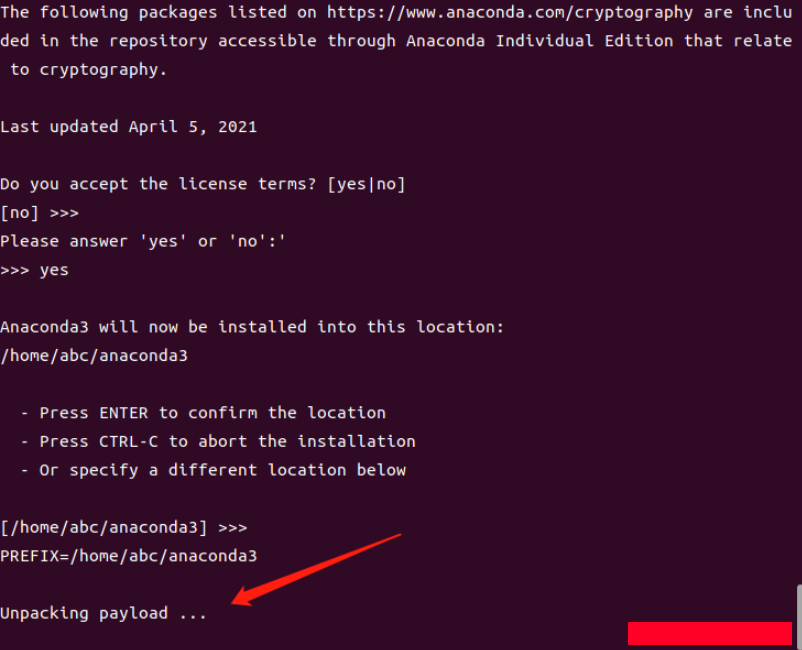 The following packages listed on https://www.anaconda.com/cryptography are inclu
ded in the repository accessible through Anaconda Individual Edition that relate
 to cryptography.
Last updated April 5, 2021
Do you accept the license terms? [yes|no]
[no] >>>
Please answer 'yes' or 'no':'
>>> yes
Anaconda3 will now be installed into this location:
/home/abc/anaconda3
  - Press ENTER to confirm the location
  - Press CTRL-C to abort the installation
  - Or specify a different location below
[/home/abc/anaconda3] >>>
PREFIX=/home/abc/anaconda3
Unpacking payload ...